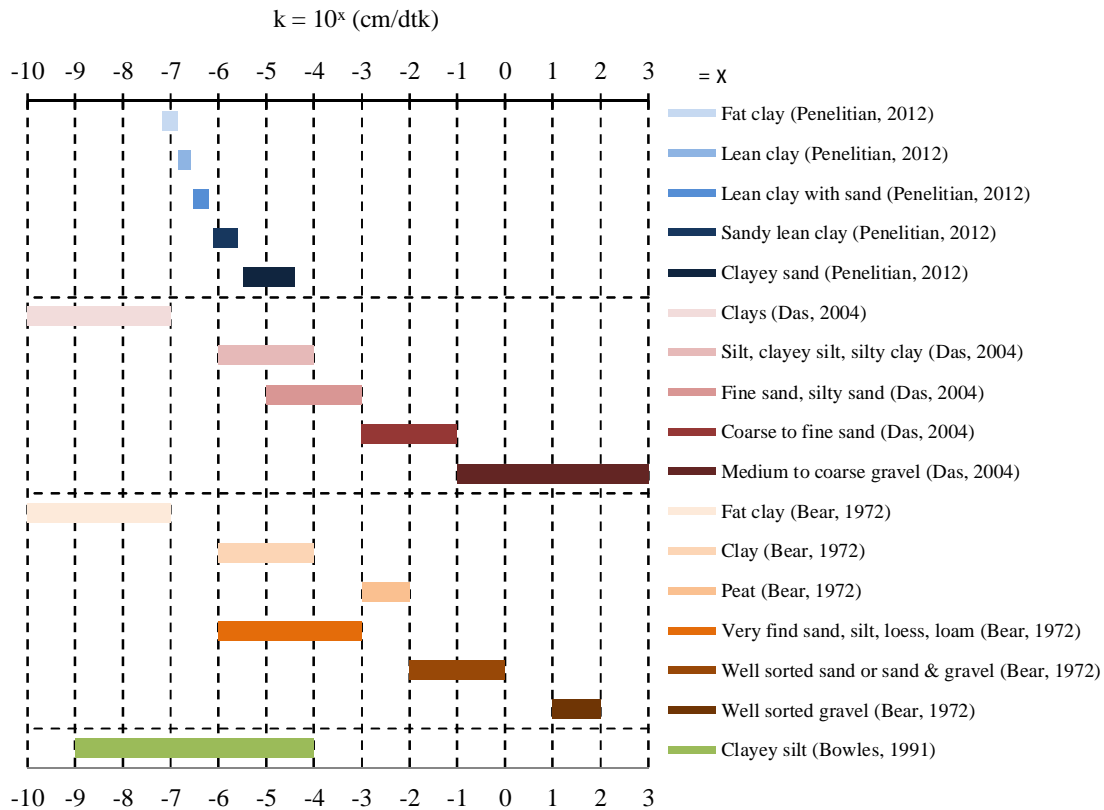 k = 10ˣ (cm/dtk)
-10 -9 -8 -7 -6 -5 -4 -3 -2 -1 0 1 2 3
= X
Fat clay (Penelitian, 2012)
Lean clay (Penelitian, 2012)
Lean clay with sand (Penelitian, 2012)
Sandy lean clay (Penelitian, 2012)
Clayey sand (Penelitian, 2012)
Clays (Das, 2004)
Silt, clayey silt, silty clay (Das, 2004)
Fine sand, silty sand (Das, 2004)
Coarse to fine sand (Das, 2004)
Medium to coarse gravel (Das, 2004)
Fat clay (Bear, 1972)
Clay (Bear, 1972)
Peat (Bear, 1972)
Very find sand, silt, loess, loam (Bear, 1972)
Well sorted sand or sand & gravel (Bear, 1972)
Well sorted gravel (Bear, 1972)
Clayey silt (Bowles, 1991)
-10 -9 -8 -7 -6 -5 -4 -3 -2 -1 0 1 2 3